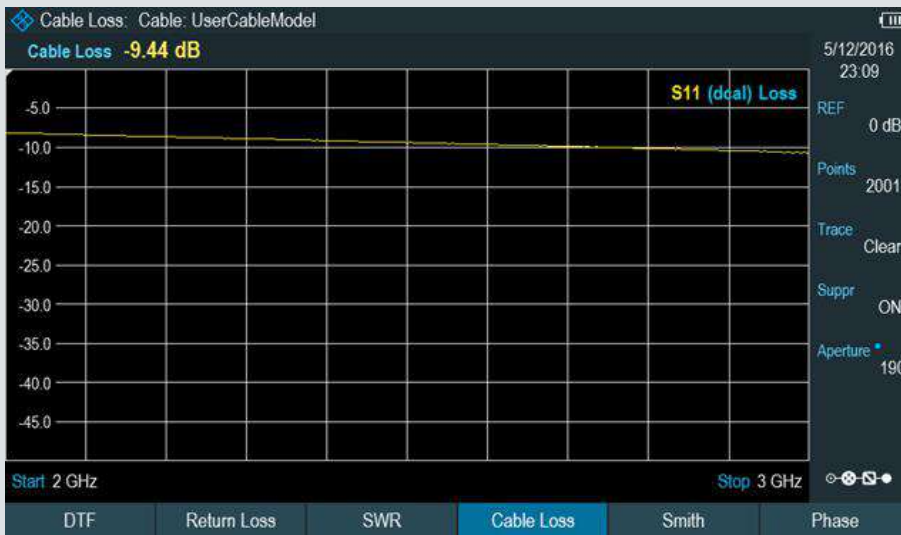 Cable Loss: Cable: UserCableModel
Cable Loss -9.44 dB
5/12/2016
23:09
S11 (dcal) Loss
REF
0 dB
Points
2001
Trace
Clear
Suppr
ON
Aperture
190
-5.0
-10.0
-15.0
-20.0
-25.0
-30.0
-35.0
-40.0
-45.0
Start 2 GHz
Stop 3 GHz
DTF
Return Loss
SWR
Cable Loss
Smith
Phase